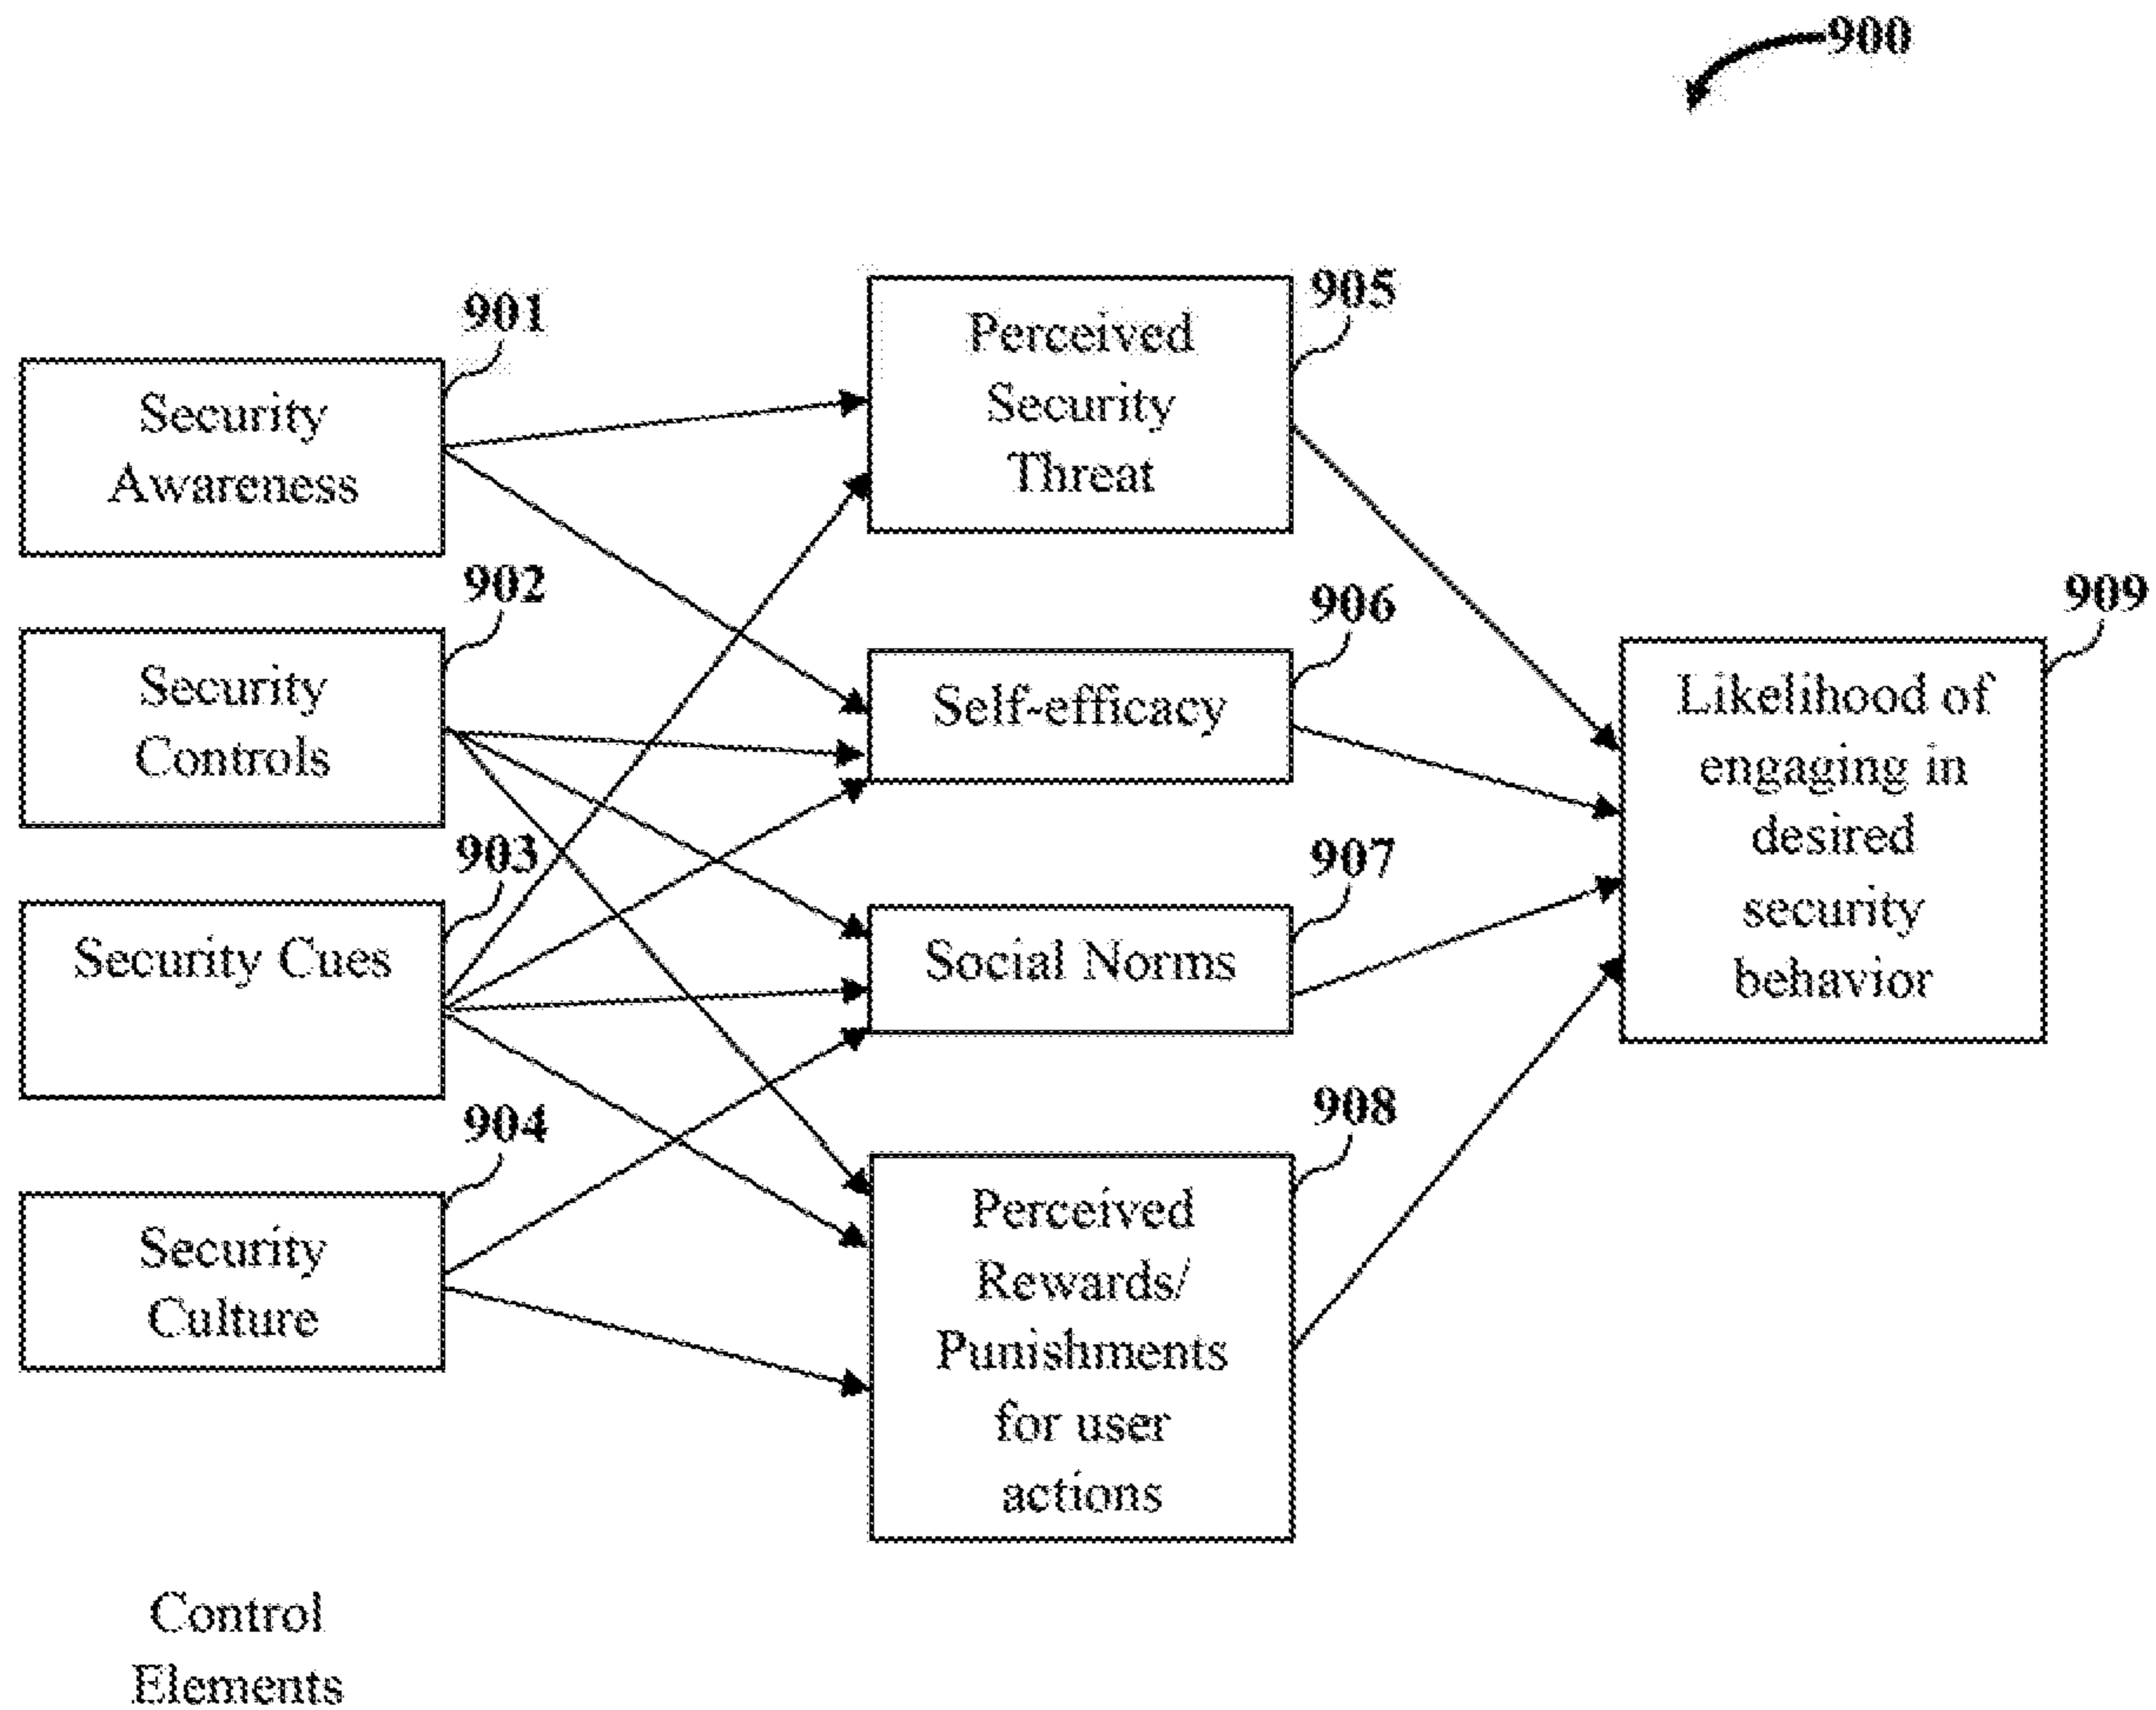 900
901
Security
Awareness
902
Security
Controls
903
Security Cues
904
Security
Culture
Control
Elements
905
Perceived
Security
Threat
906
Self-efficacy
907
Social Norms
908
Perceived
Rewards/
Punishments
for user
actions
909
Likelihood of
engaging in
desired
security
behavior